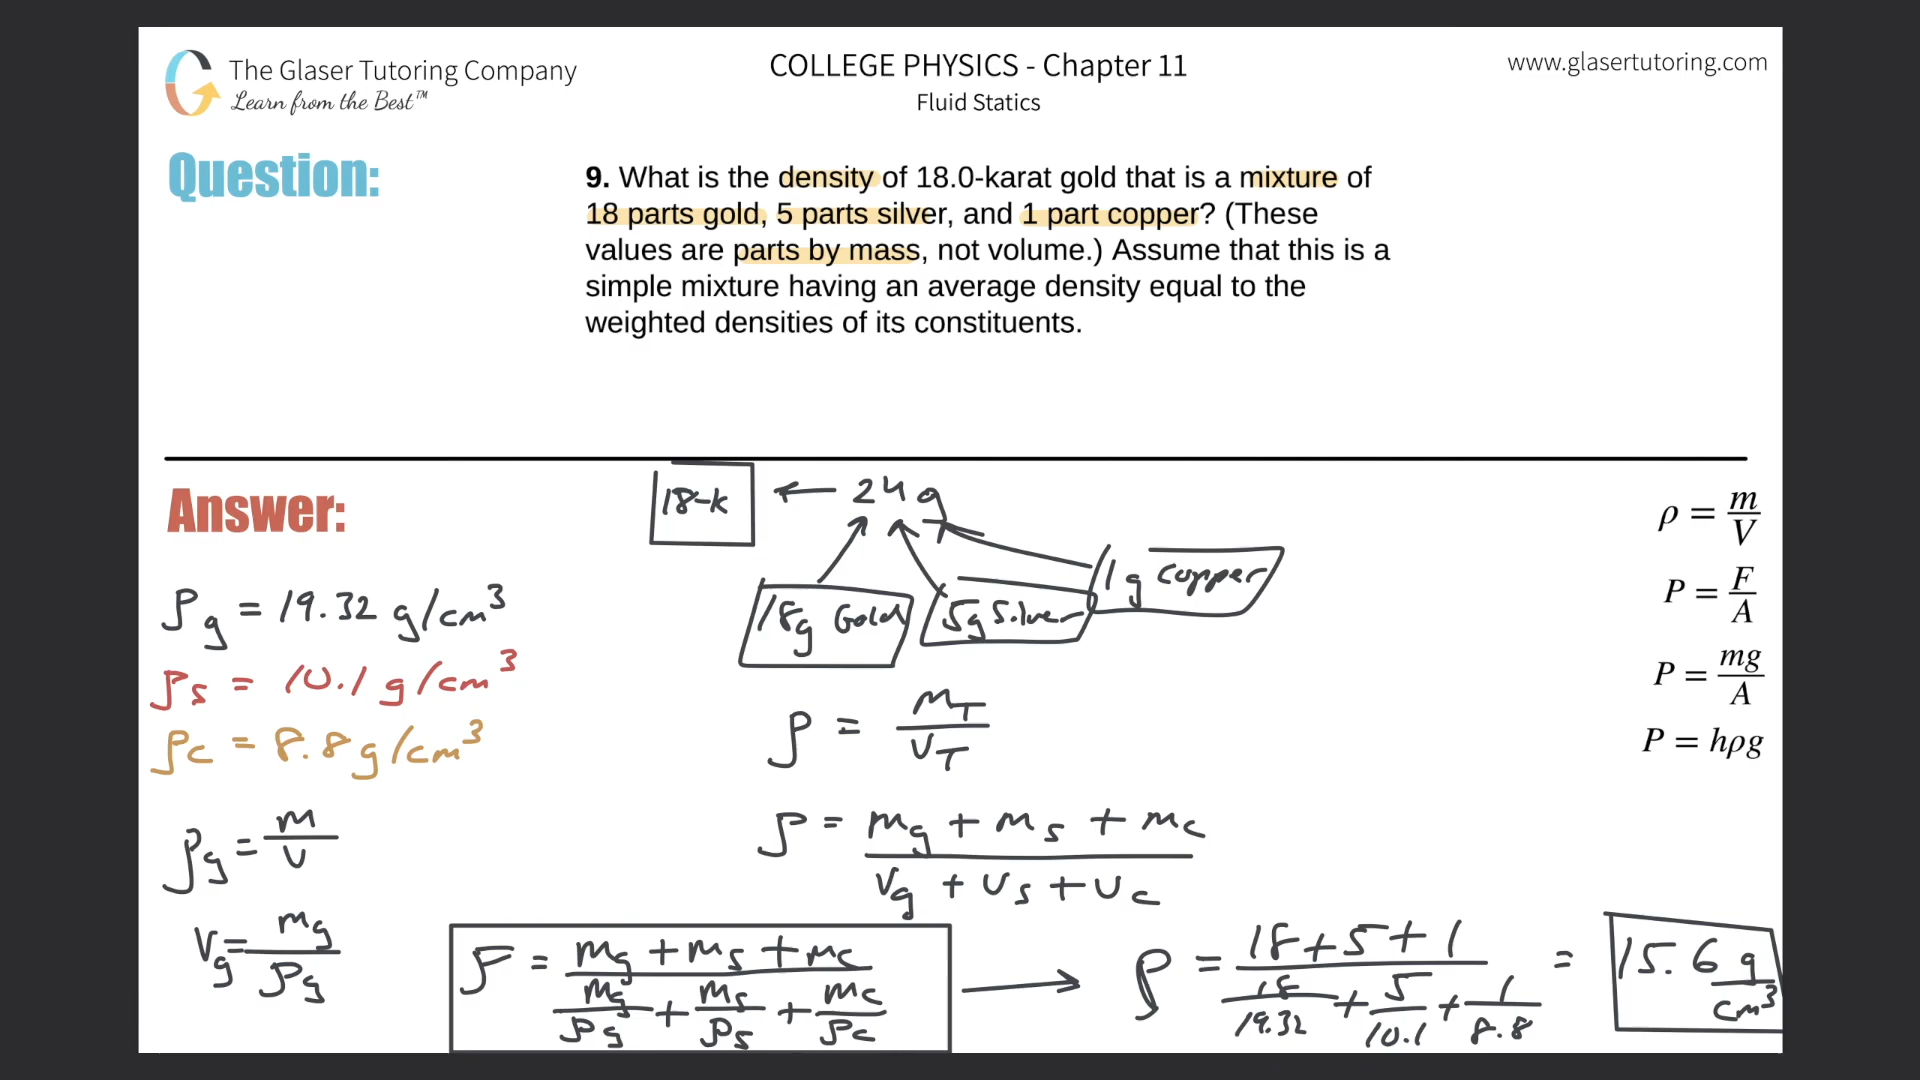 The Glaser Tutoring Company
Learn from the Best™
COLLEGE PHYSICS - Chapter 11
Fluid Statics
www.glasertutoring.com
Question:
9. What is the density of 18.0-karat gold that is a mixture of
18 parts gold, 5 parts silver, and 1 part copper? (These
values are parts by mass, not volume.) Assume that this is a
simple mixture having an average density equal to the
weighted densities of its constituents.
Answer:
18-k ← 24 g
18g Gold
5g Silver
1g copper
ρg = 19.32 g/cm³
ρs = 10.1 g/cm³
ρc = 8.8 g/cm³
ρg = m/v
Vg = mg/ρg
ρ = mT/VT
ρ = (mg + ms + mc)/(Vg + Vs + Vc)
ρ = (mg + ms + mc)/(mg/ρg + ms/ρs + mc/ρc) → ρ = (18 + 5 + 1)/(18/19.32 + 5/10.1 + 1/8.8) = 15.6 g/cm³
ρ = m/V
P = F/A
P = mg/A
P = hρg